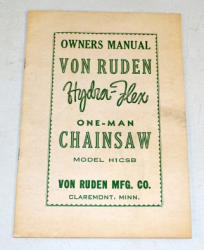 OWNERS MANUAL
VON RUDEN
Hydra-Flex
ONE-MAN
CHAINSAW
MODEL H1CSB
VON RUDEN MFG. CO.
CLAREMONT, MINN.